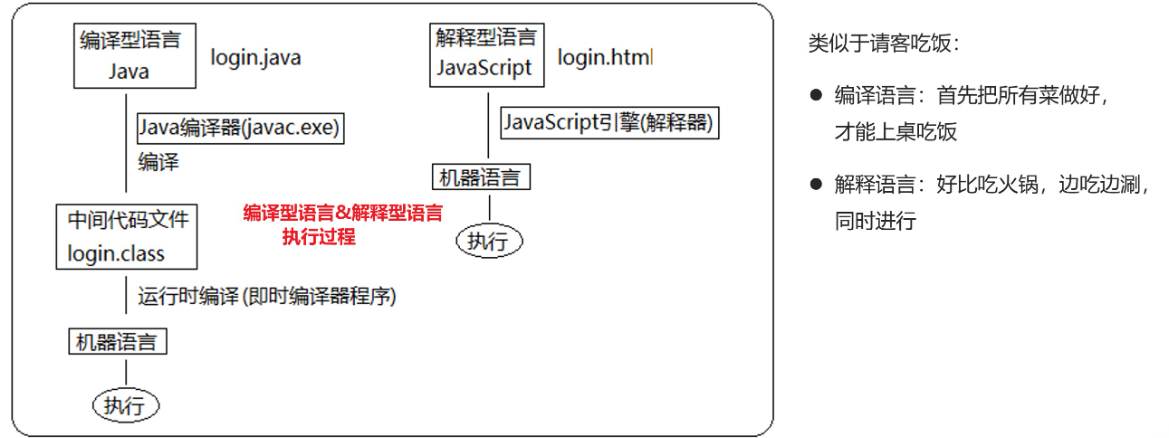 编译型语言
Java
login.java
Java编译器(javac.exe)
编译
中间代码文件
login.class
运行时编译(即时编译器程序)
机器语言
执行
编译型语言&解释型语言
执行过程
解释型语言
JavaScript
login.html
JavaScript引擎(解释器)
机器语言
执行
类似于请客吃饭：
● 编译语言：首先把所有菜做好，
才能上桌吃饭
● 解释语言：好比吃火锅，边吃边涮，
同时进行